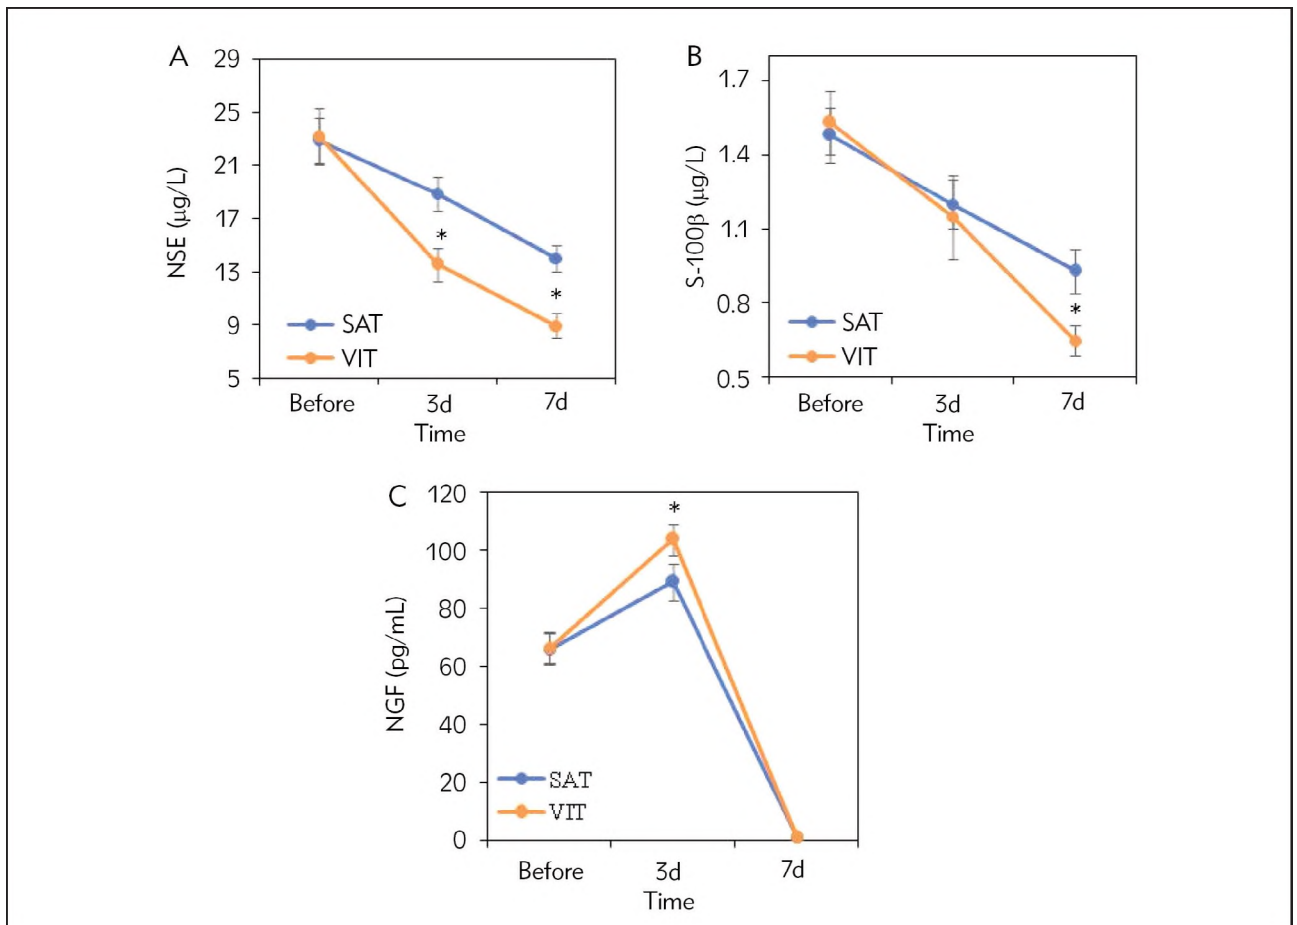 A
29
25
21
17
13
9
5
NSE (μg/L)
*
*
SAT
VIT
Before 3d 7d
Time
B
1.7
1.4
1.1
0.8
0.5
S-100β (μg/L)
*
SAT
VIT
Before 3d 7d
Time
C
120
100
80
60
40
20
0
NGF (pg/mL)
*
SAT
VIT
Before 3d 7d
Time